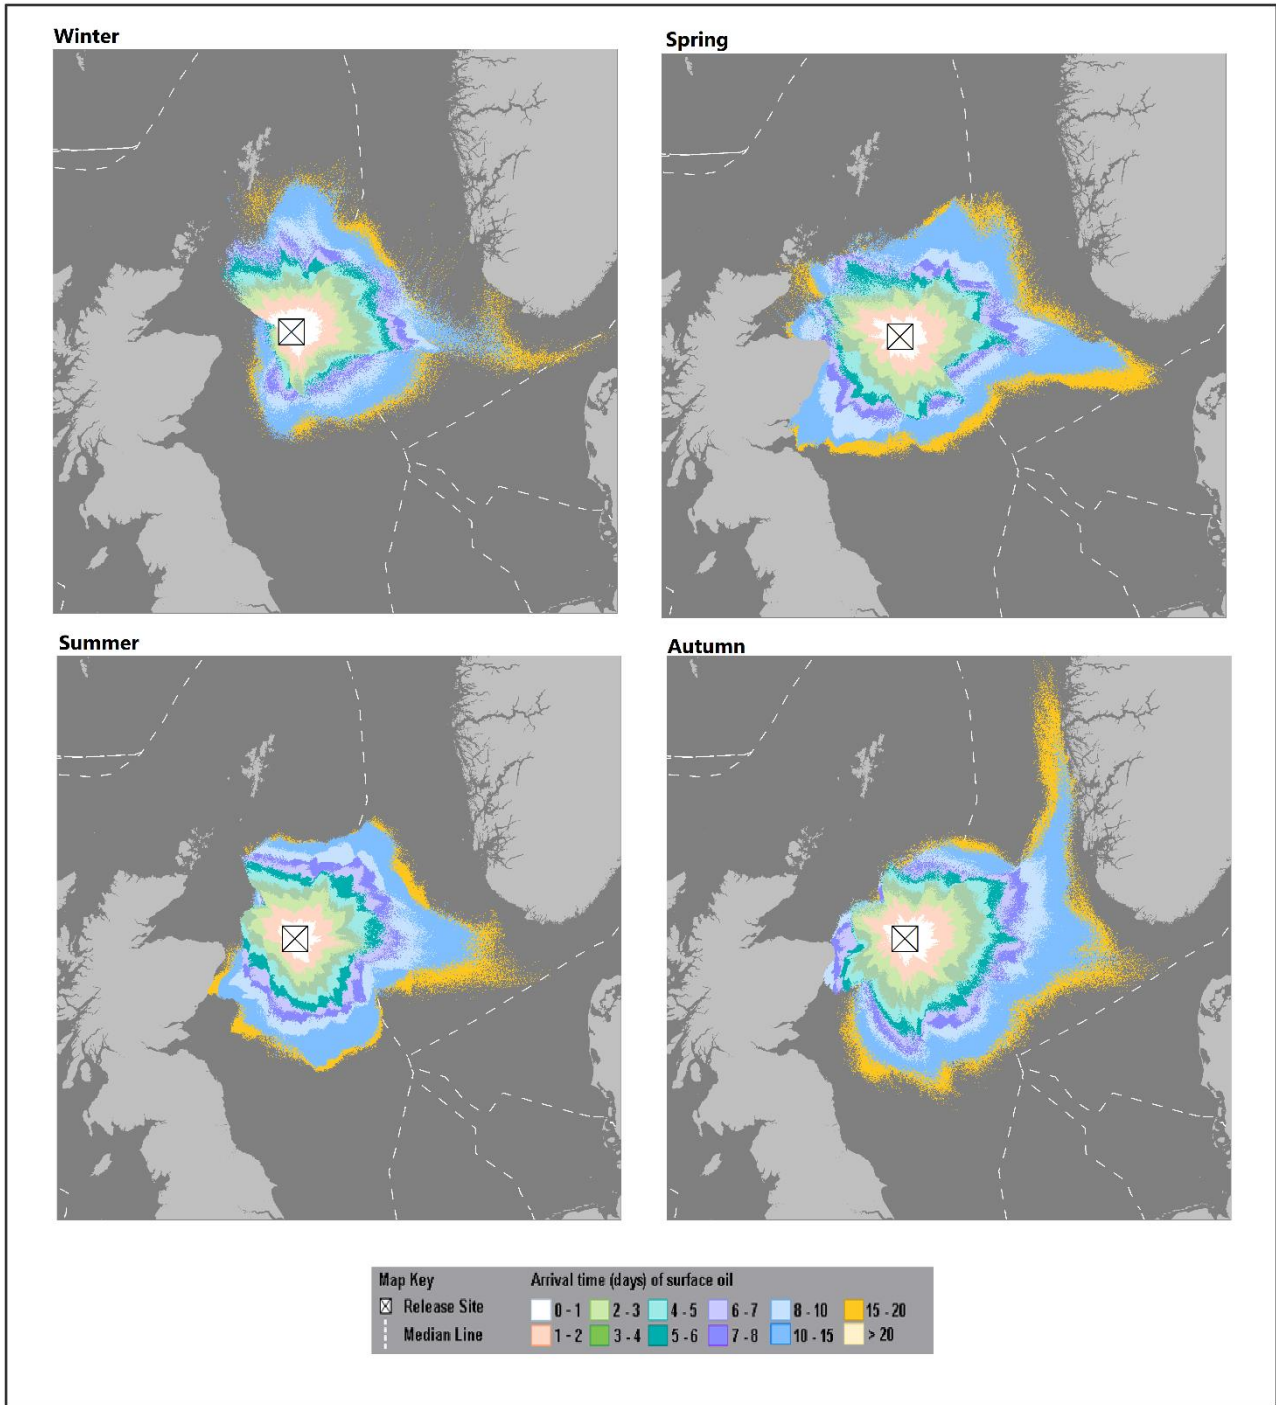 Winter
Spring
Summer
Autumn
Map Key
Arrival time (days) of surface oil
Release Site
0 - 1
2 - 3
4 - 5
6 - 7
8 - 10
15 - 20
Median Line
1 - 2
3 - 4
5 - 6
7 - 8
10 - 15
> 20